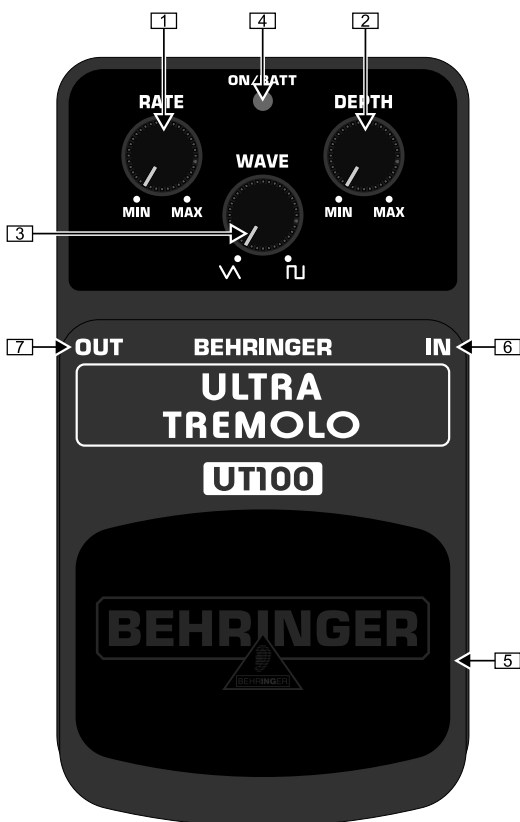 1 4 2
ON/BATT
RATE DEPTH
WAVE
MIN MAX MIN MAX
3
7 OUT BEHRINGER IN 6
ULTRA
TREMOLO
UT100
BEHRINGER
BEHRINGER
5